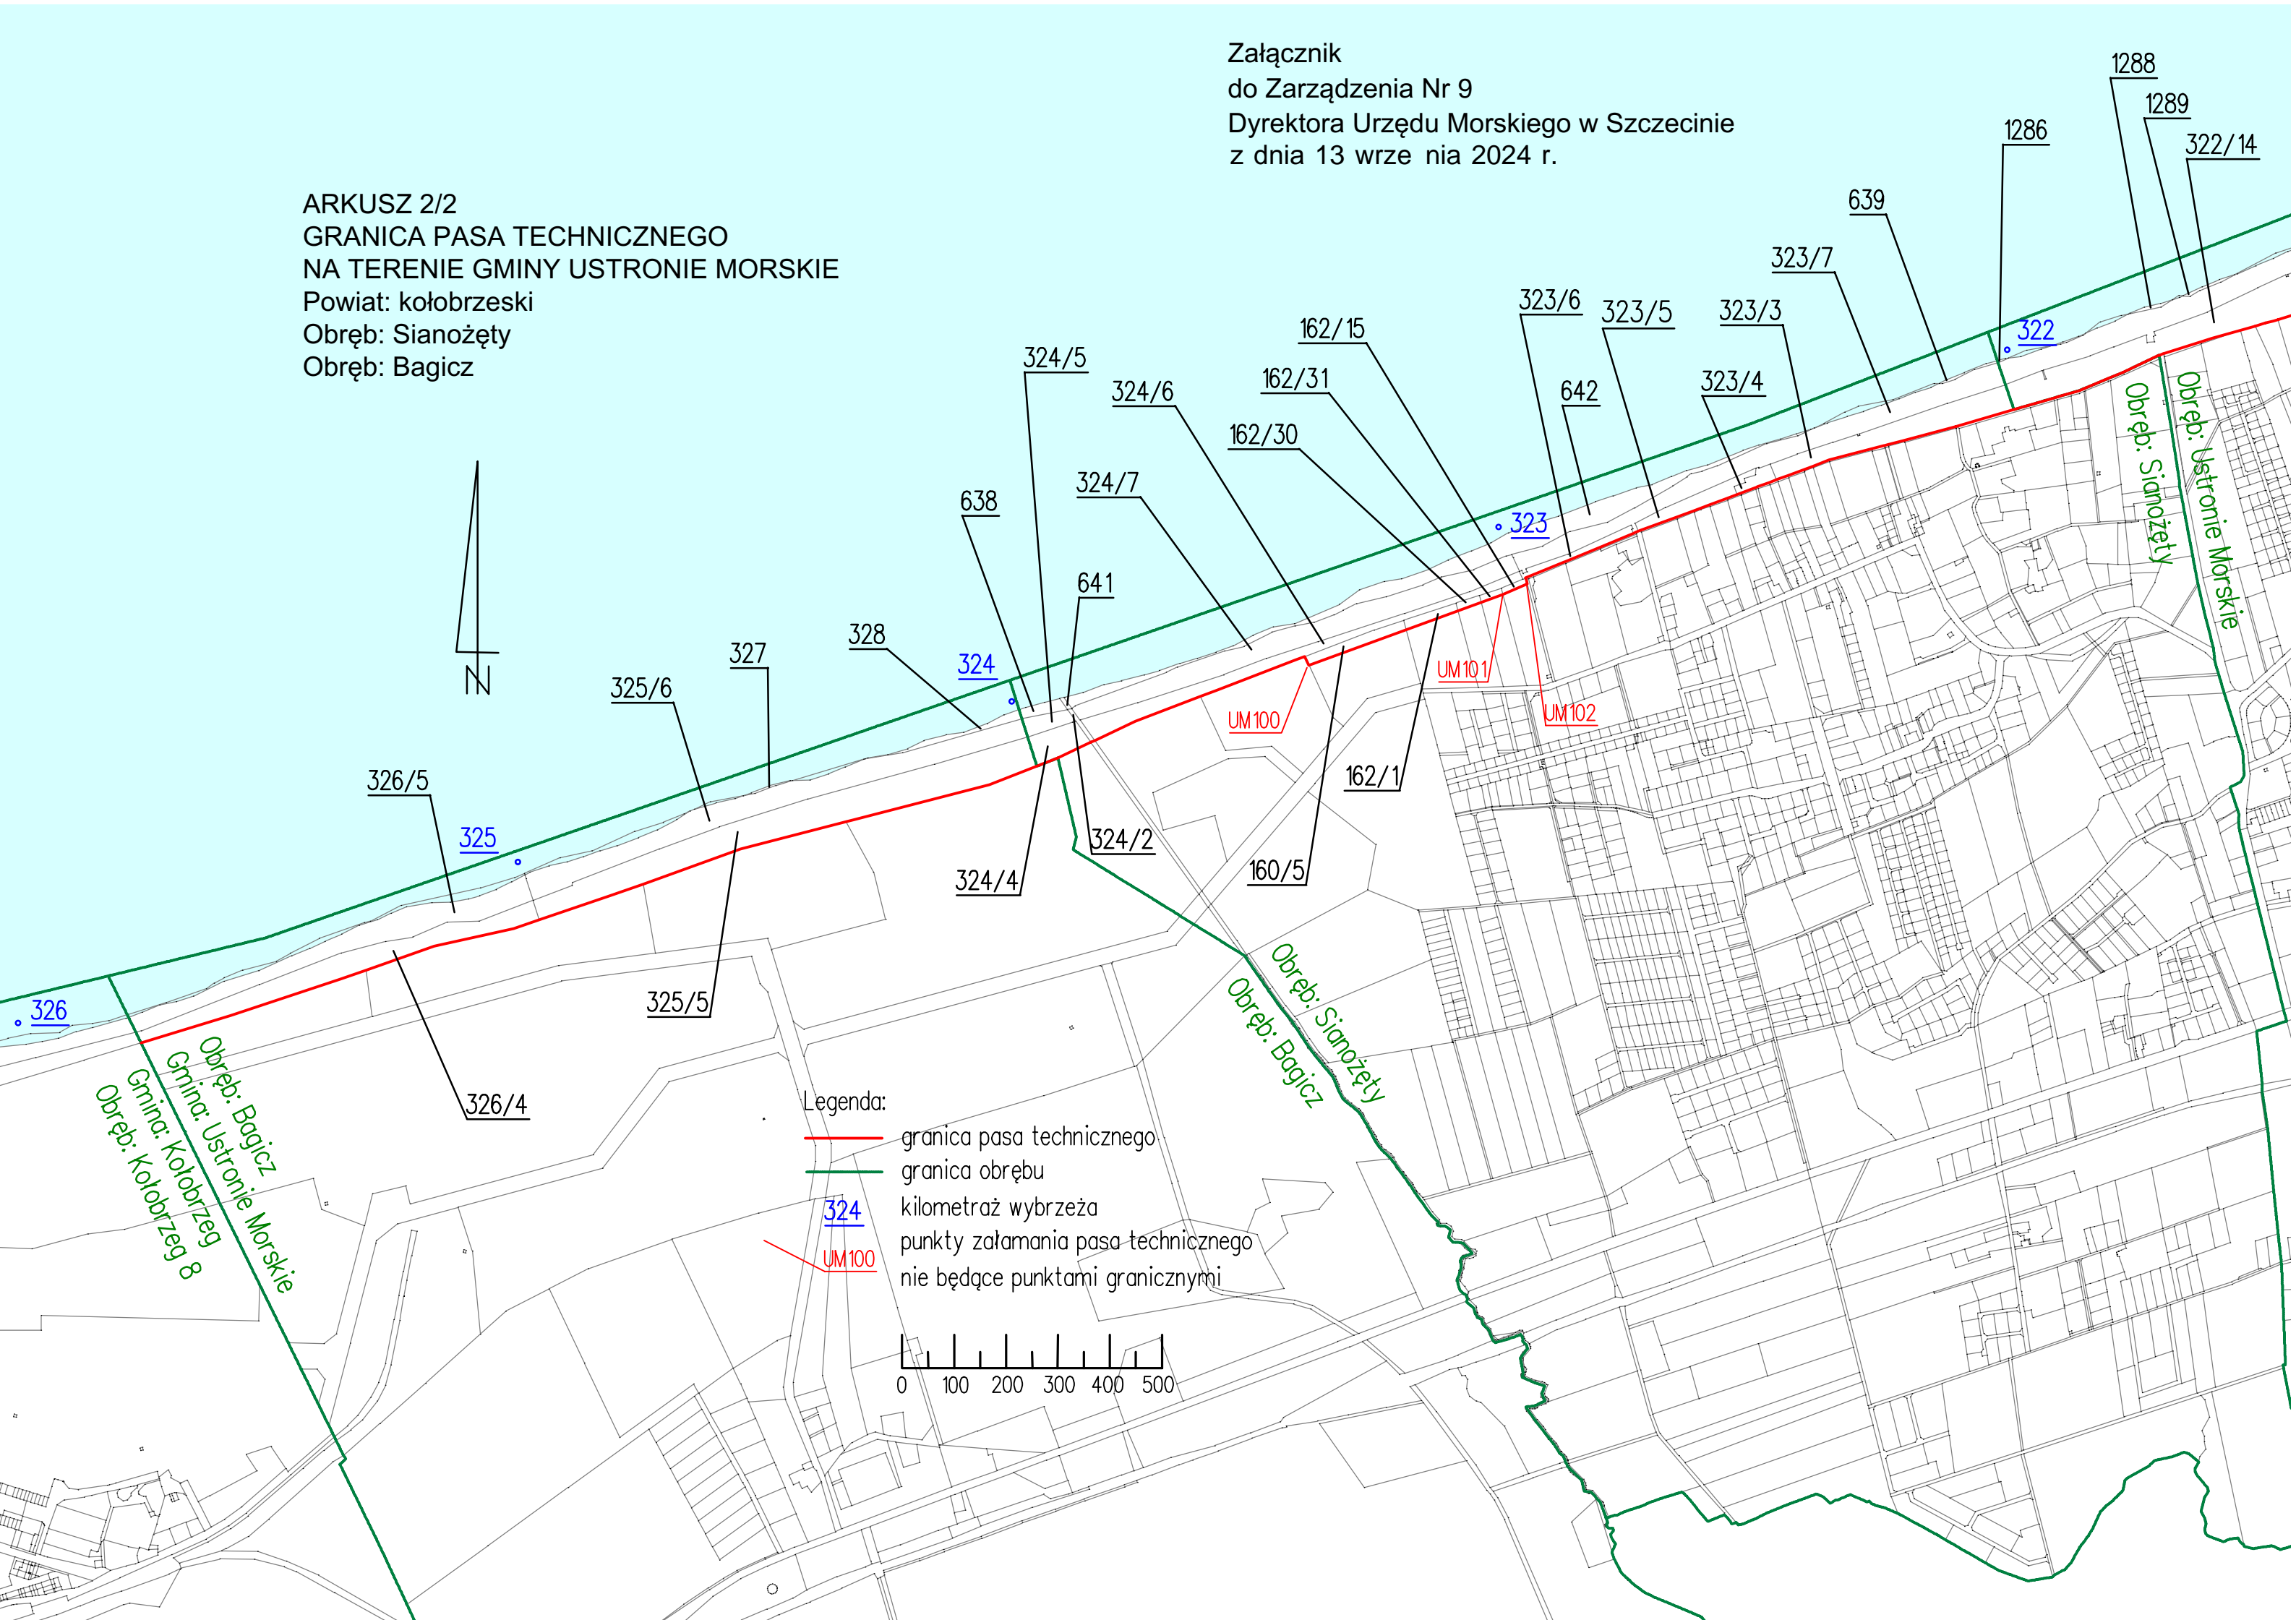 Załącznik
do Zarządzenia Nr 9
Dyrektora Urzędu Morskiego w Szczecinie
z dnia 13 wrze nia 2024 r.
ARKUSZ 2/2
GRANICA PASA TECHNICZNEGO
NA TERENIE GMINY USTRONIE MORSKIE
Powiat: kołobrzeski
Obręb: Sianożęty
Obręb: Bagicz
1288
1289
1286
322/14
639
323/7
322
323/6
323/5
323/3
162/15
324/5
162/31
323/4
324/6
642
162/30
324/7
638
323
641
328
327
324
325/6
UM101
UM100
UM102
326/5
162/1
325
324/2
160/5
324/4
325/5
326
326/4
Obręb: Sianożęty
Obręb: Ustronie Morskie
Obręb: Sianożęty
Obręb: Bagicz
Obręb: Bagicz
Gmina: Ustronie Morskie
Gmina: Kołobrzeg
Obręb: Kołobrzeg 8
N
Legenda:
granica pasa technicznego
granica obrębu
324 kilometraż wybrzeża
UM100 punkty załamania pasa technicznego
nie będące punktami granicznymi
0 100 200 300 400 500